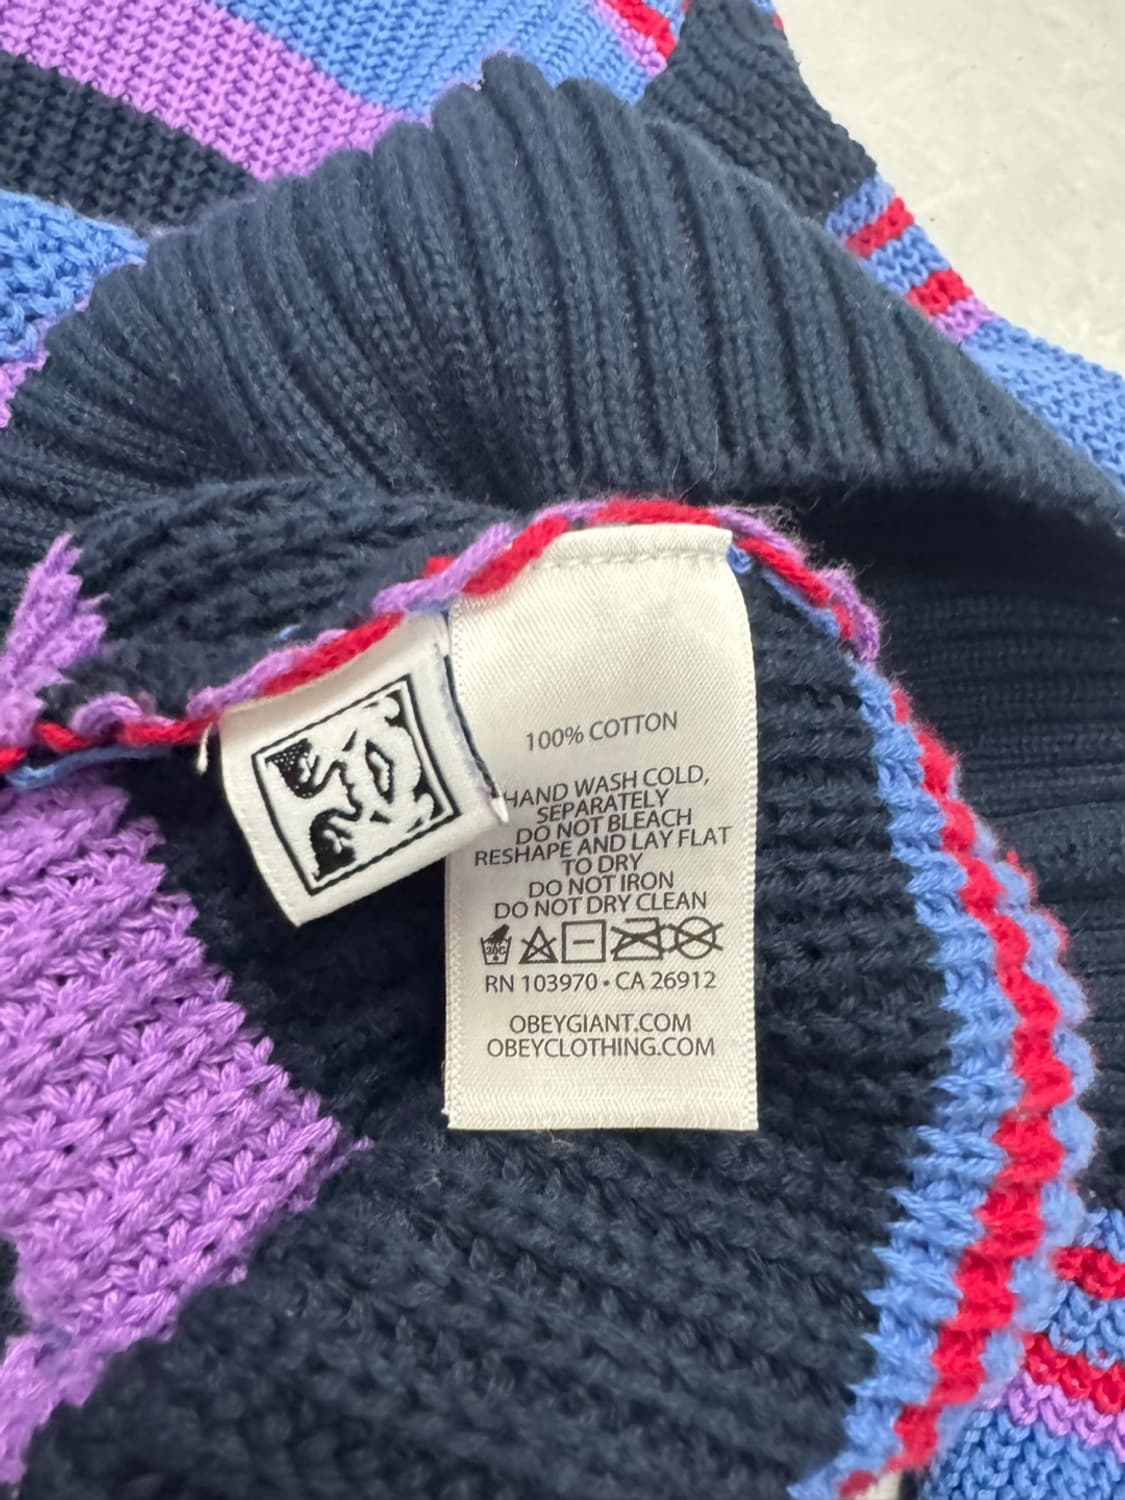 100% COTTON
HAND WASH COLD,
SEPARATELY
DO NOT BLEACH
RESHAPE AND LAY FLAT
TO DRY
DO NOT IRON
DO NOT DRY CLEAN
30C
RN 103970 • CA 26912
OBEYGIANT.COM
OBEYCLOTHING.COM